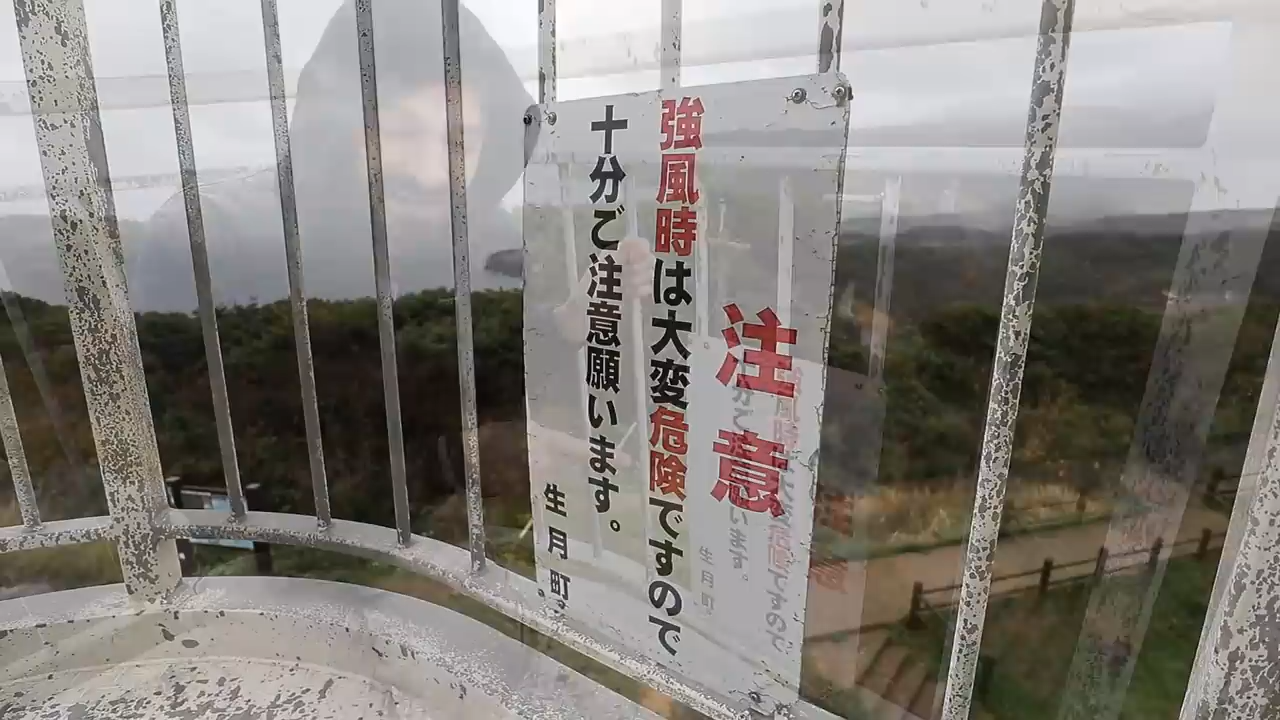 注意
強風時は大変危険ですので
十分ご注意願います。
生月町